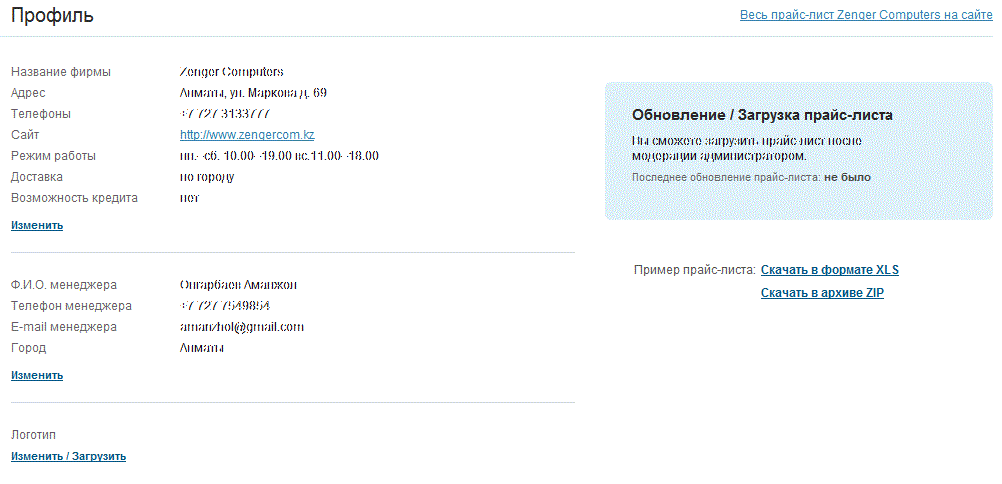 Профиль
Весь прайс-лист Zenger Computers на сайте
Название фирмы Zenger Computers
Адрес Алматы, ул. Маркова д. 69
Телефоны +7 727 3133777
Сайт http://www.zengercom.kz
Режим работы пн.- сб. 10.00- -19.00 вс.11.00- -18.00
Доставка по городу
Возможность кредита нет
Изменить
Ф.И.О. менеджера Онгарбаев Аманжол
Телефон менеджера +7 727 7549854
E-mail менеджера amanzhol@gmail.com
Город Алматы
Изменить
Логотип
Изменить / Загрузить
Обновление / Загрузка прайс-листа
Вы сможете загрузить прайс-лист после
модерации администратором.
Последнее обновление прайс-листа: не было
Пример прайс-листа: Скачать в формате XLS
Скачать в архиве ZIP